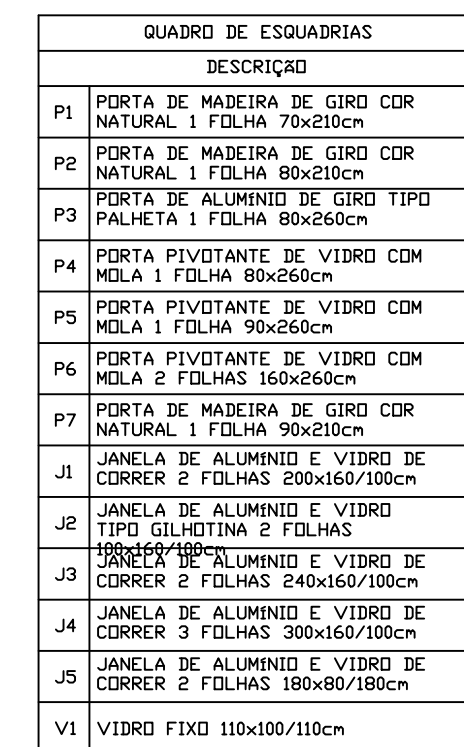 QUADRO DE ESQUADRIAS
DESCRIÇÃO
P1 PORTA DE MADEIRA DE GIRO COR
NATURAL 1 FOLHA 70x210cm
P2 PORTA DE MADEIRA DE GIRO COR
NATURAL 1 FOLHA 80x210cm
P3 PORTA DE ALUMÍNIO DE GIRO TIPO
PALHETA 1 FOLHA 80x260cm
P4 PORTA PIVOTANTE DE VIDRO COM
MOLA 1 FOLHA 80x260cm
P5 PORTA PIVOTANTE DE VIDRO COM
MOLA 1 FOLHA 90x260cm
P6 PORTA PIVOTANTE DE VIDRO COM
MOLA 2 FOLHAS 160x260cm
P7 PORTA DE MADEIRA DE GIRO COR
NATURAL 1 FOLHA 90x210cm
J1 JANELA DE ALUMÍNIO E VIDRO DE
CORRER 2 FOLHAS 200x160/100cm
J2 JANELA DE ALUMÍNIO E VIDRO
TIPO GILHOTINA 2 FOLHAS
100x160/100cm
J3 JANELA DE ALUMÍNIO E VIDRO DE
CORRER 2 FOLHAS 240x160/100cm
J4 JANELA DE ALUMÍNIO E VIDRO DE
CORRER 3 FOLHAS 300x160/100cm
J5 JANELA DE ALUMÍNIO E VIDRO DE
CORRER 2 FOLHAS 180x80/180cm
V1 VIDRO FIXO 110x100/110cm